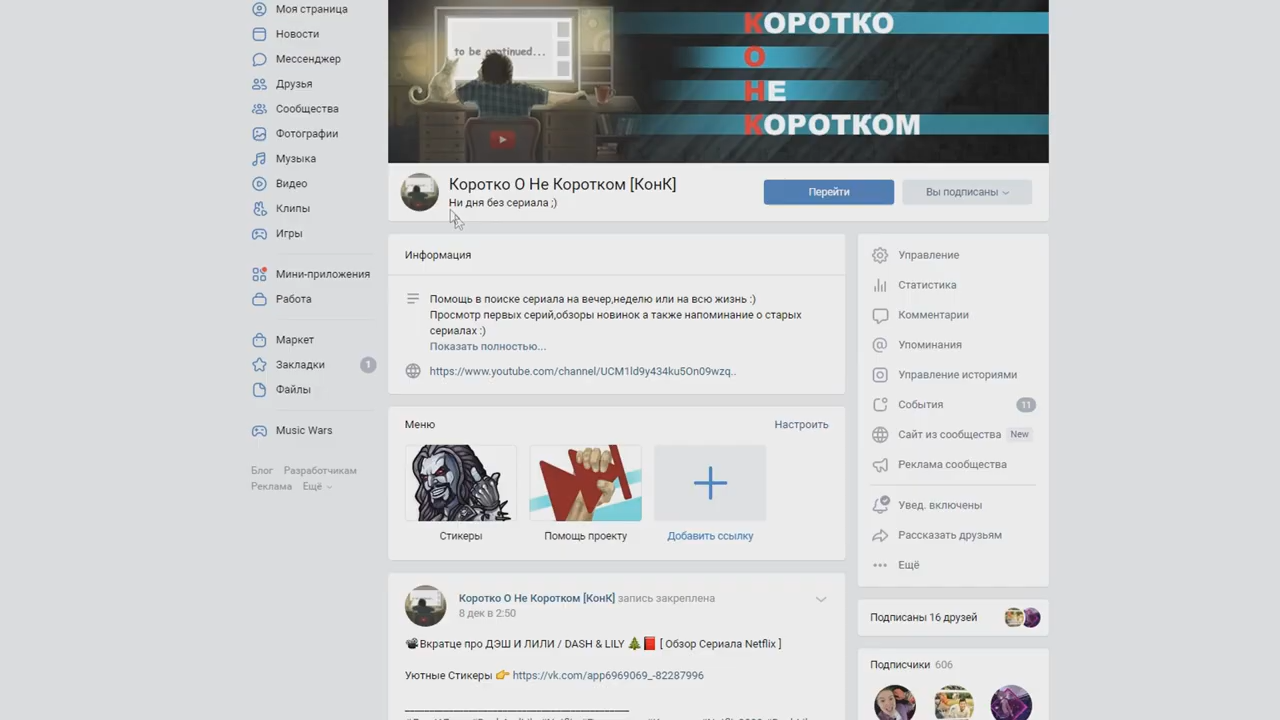 Моя страница
Новости
Мессенджер
Друзья
Сообщества
Фотографии
Музыка
Видео
Клипы
Игры
Мини-приложения
Работа
Маркет
Закладки 1
Файлы
Music Wars
Блог Разработчикам
Реклама Ещё
to be continued...
КОРОТКО
О
НЕ
КОРОТКОМ
Коротко О Не Коротком [КонК]
Ни дня без сериала ;)
Перейти
Вы подписаны
Информация
Помощь в поиске сериала на вечер,неделю или на всю жизнь :)
Просмотр первых серий,обзоры новинок а также напоминание о старых
сериалах :)
Показать полностью...
https://www.youtube.com/channel/UCM1ld9y434ku5On09wzq..
Меню
Настроить
Стикеры
Помощь проекту
Добавить ссылку
Коротко О Не Коротком [КонК] запись закреплена
8 дек в 2:50
Вкратце про ДЭШ И ЛИЛИ / DASH & LILY 🎄📕 [ Обзор Сериала Netflix ]
Уютные Стикеры 👉 https://vk.com/app6969069_-82287996
Управление
Статистика
Комментарии
Упоминания
Управление историями
События 11
Сайт из сообщества New
Реклама сообщества
Увед. включены
Рассказать друзьям
Ещё
Подписаны 16 друзей
Подписчики 606